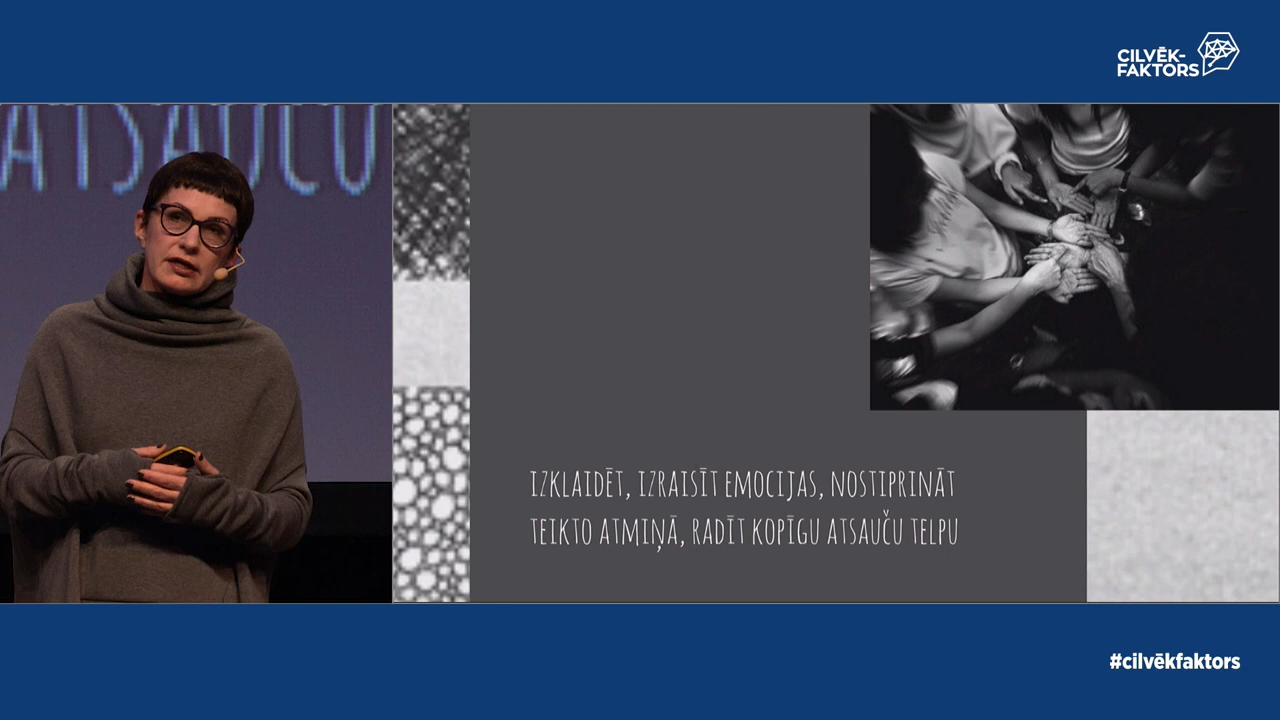 CILVĒK-
FAKTORS
ATSAUČU
IZKLAIDĒT, IZRAISĪT EMOCIJAS, NOSTIPRINĀT
TEIKTO ATMIŅĀ, RADĪT KOPĪGU ATSAUČU TELPU
#cilvēkfaktors